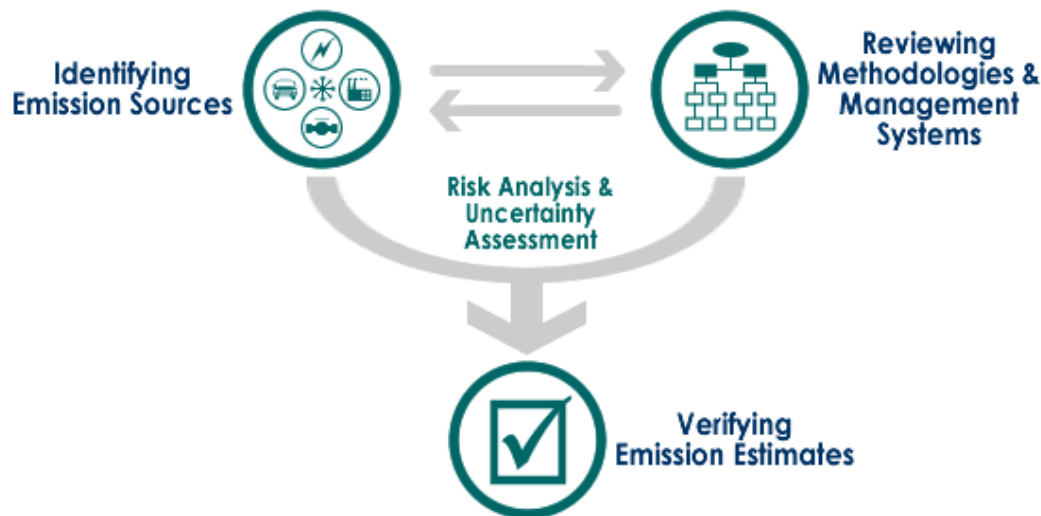 Identifying
Emission Sources
Reviewing
Methodologies &
Management
Systems
Risk Analysis &
Uncertainty
Assessment
Verifying
Emission Estimates